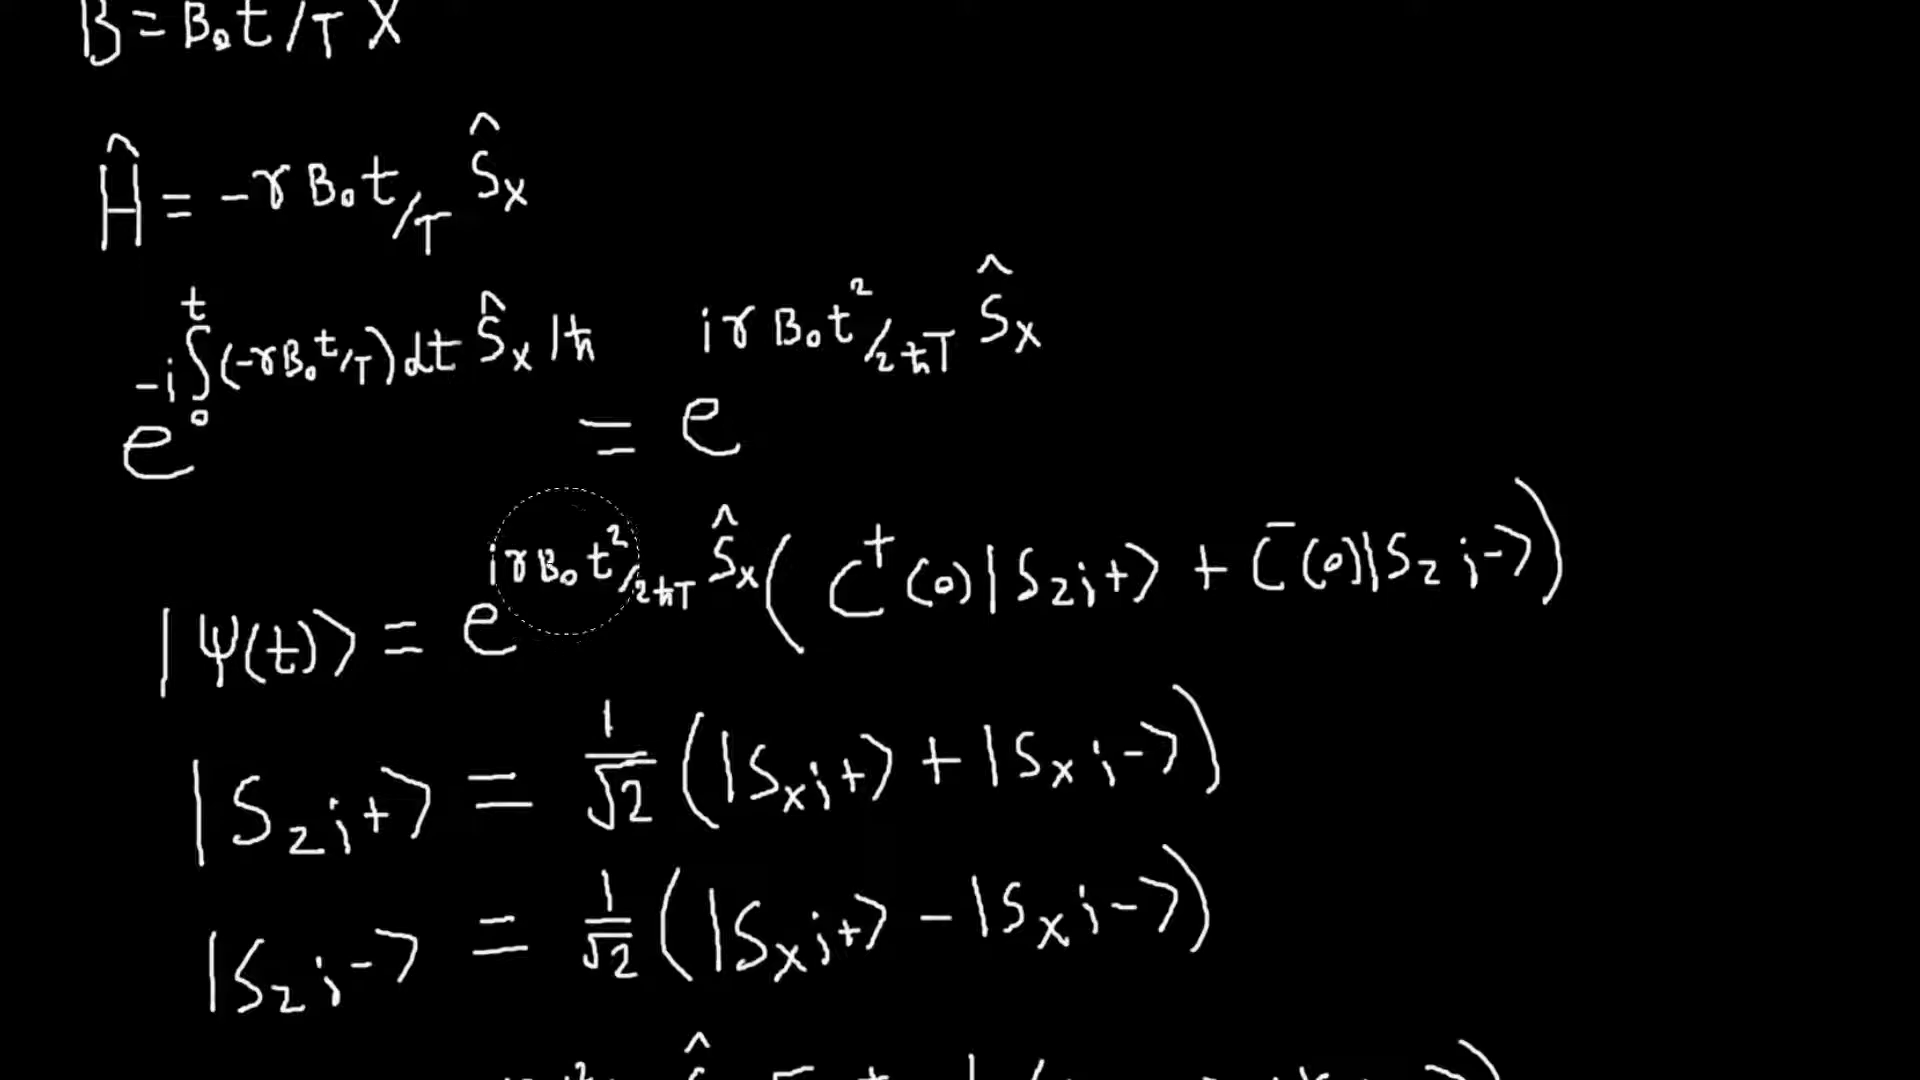 B = B₀t/T X
Ĥ = -γB₀t/T Ŝx
e^{-i∫₀ᵗ(-γB₀t/T)dt Ŝx/ħ} = e^{iγB₀t²/2ħT Ŝx}
|Ψ(t)⟩ = e^{iγB₀t²/2ħT Ŝx} (C⁺(0)|Sz;+⟩ + C⁻(0)|Sz;-⟩)
|Sz;+⟩ = 1/√2 (|Sx;+⟩ + |Sx;-⟩)
|Sz;-⟩ = 1/√2 (|Sx;+⟩ - |Sx;-⟩)